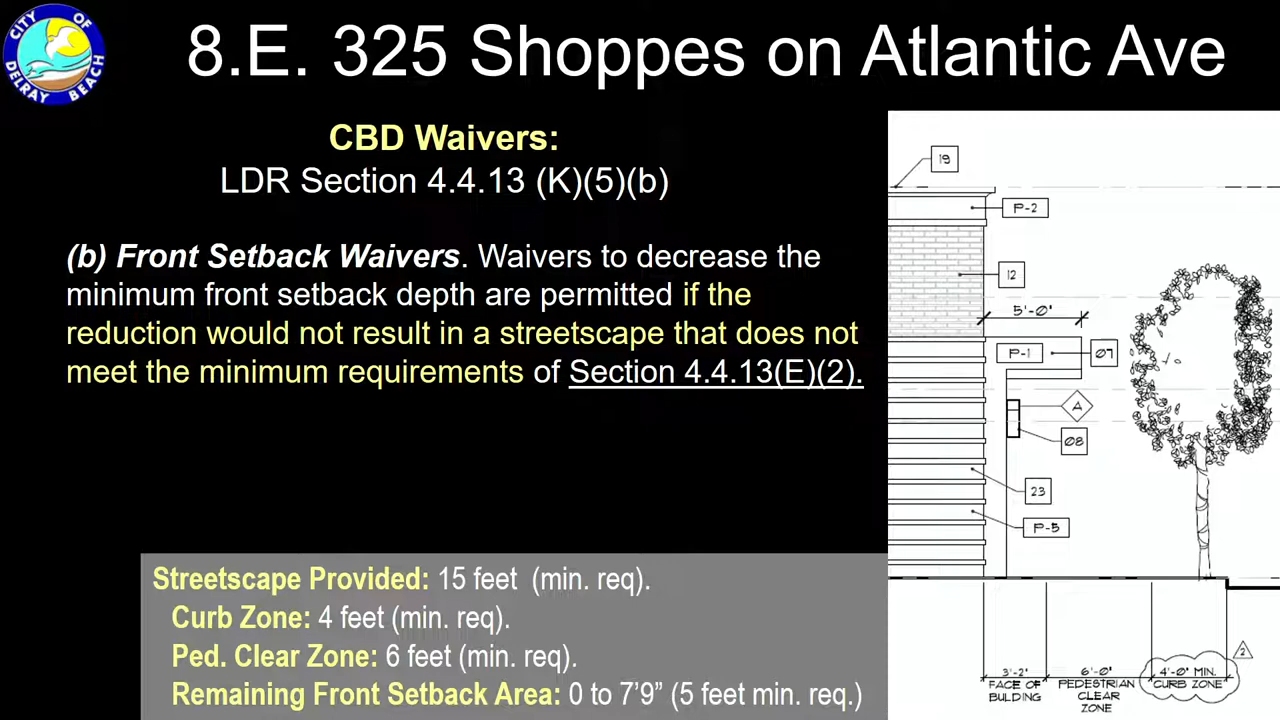 CITY OF
DELRAY BEACH
8.E. 325 Shoppes on Atlantic Ave
CBD Waivers:
LDR Section 4.4.13 (K)(5)(b)
(b) Front Setback Waivers. Waivers to decrease the
minimum front setback depth are permitted if the
reduction would not result in a streetscape that does not
meet the minimum requirements of Section 4.4.13(E)(2).
Streetscape Provided: 15 feet (min. req).
Curb Zone: 4 feet (min. req).
Ped. Clear Zone: 6 feet (min. req).
Remaining Front Setback Area: 0 to 7’9” (5 feet min. req.)
19
P-2
12
5'-0"
P-1
07
A
08
23
P-5
2
3'-2"
6'-0"
4'-0" MIN.
FACE OF
BULDING
PEDESTRIAN
CLEAR
ZONE
CURB ZONE